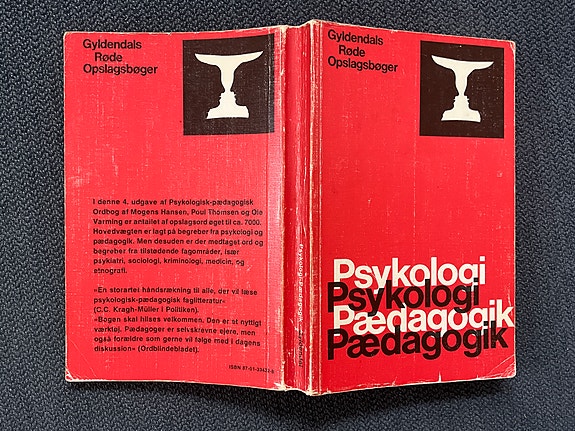 Gyldendals
Røde
Opslagsbøger
I denne 4. udgave af Psykologisk-pædagogisk
Ordbog af Mogens Hansen, Poul Thomsen og Ole
Varming er antallet af opslagsord øget til ca. 7000.
Hovedvægten er lagt på begreber fra psykologi og
pædagogik. Men desuden er der medtaget ord og
begreber fra tilstødende fagområder, især
psykiatri, sociologi, kriminologi, medicin, og
etnografi.
»En storartet håndsrækning til alle, der vil læse
psykologisk-pædagogisk faglitteratur«
(C.C. Kragh-Müller i Politiken).
»Bogen skal hilses velkommen. Den er et nyttigt
værktøj. Pædagoger er selvskrevne ejere, men
også forældre som gerne vil følge med i dagens
diskussion« (Ordblindebladet).
Psykologi-Pædagogik
Gyldendal
Gyldendals
Røde
Opslagsbøger
Psykologi
Psykologi
Pædagogik
Pædagogik